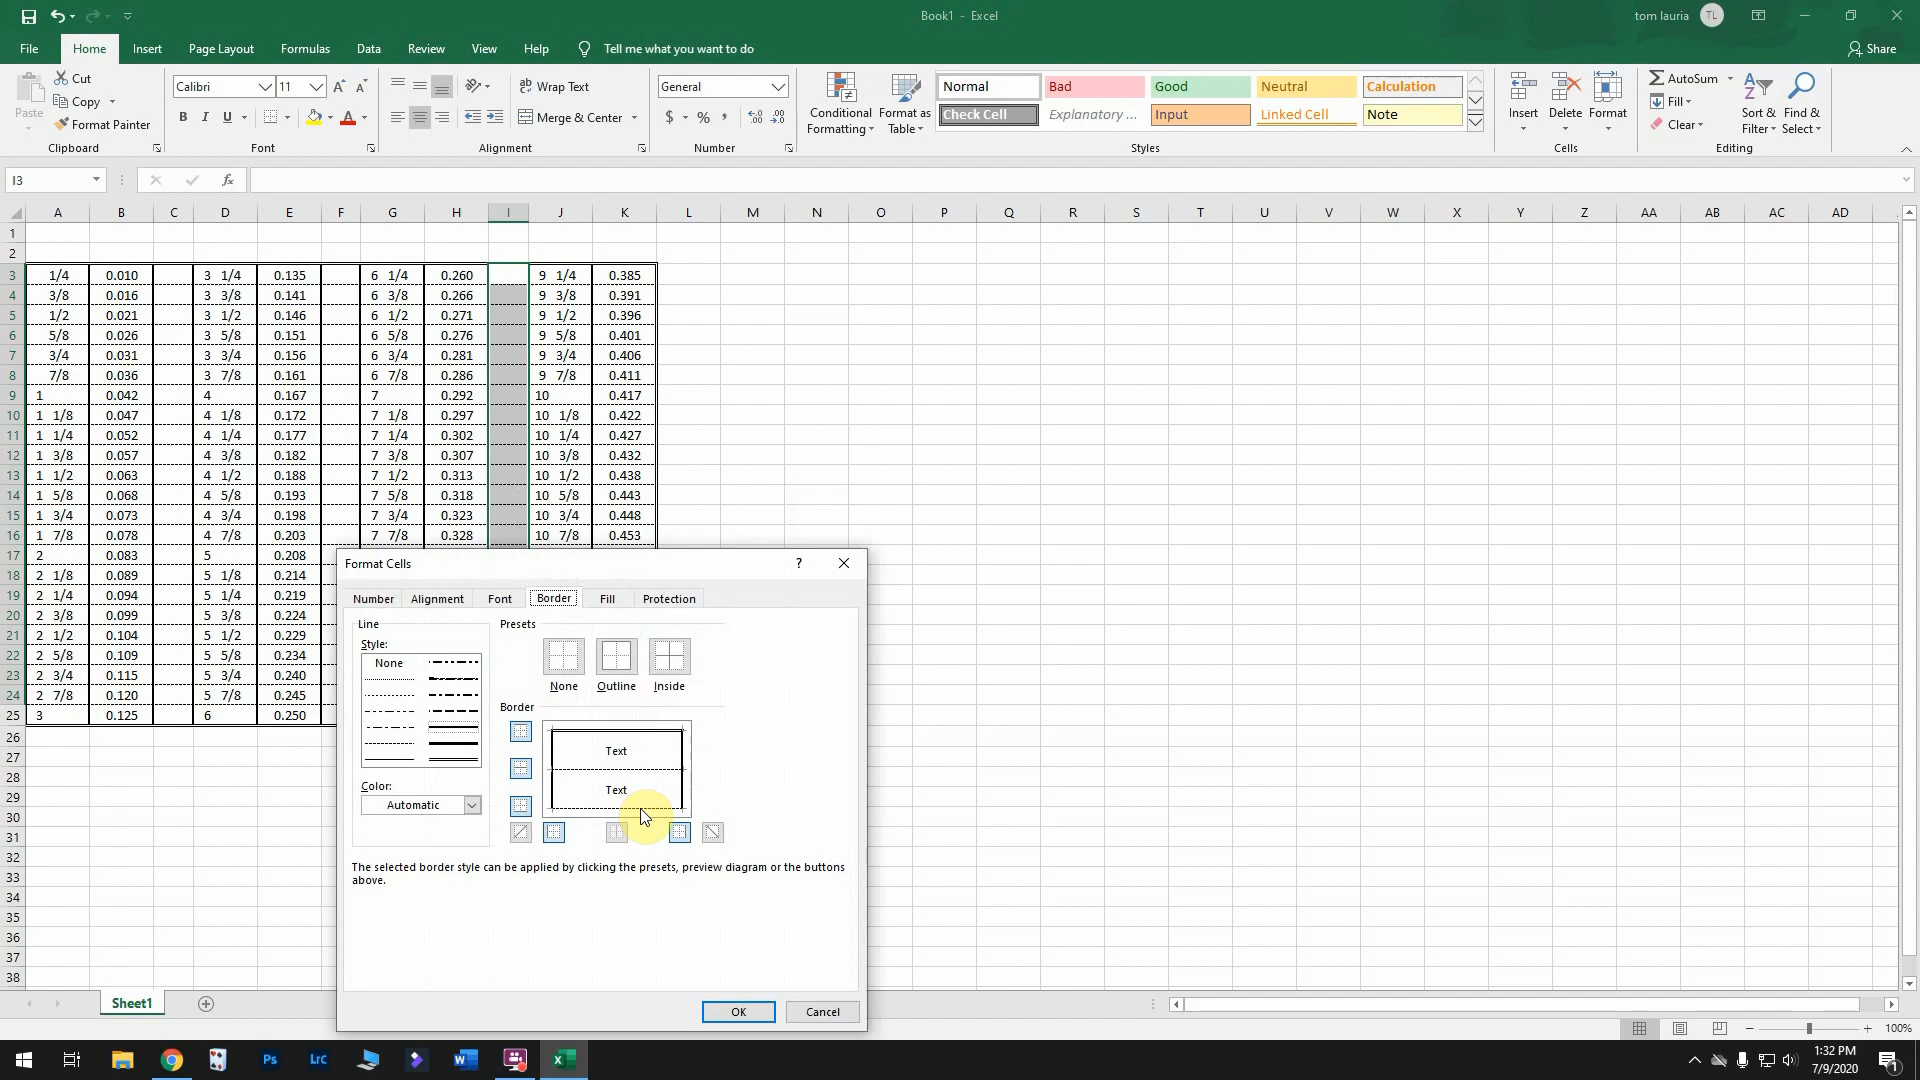 Book1 - Excel
tom lauria TL
File Home Insert Page Layout Formulas Data Review View Help Tell me what you want to do Share
Paste Cut Copy Format Painter Clipboard
Calibri 11 B I U A Font
Wrap Text Merge & Center Alignment
General $ % , Number
Conditional Formatting Format as Table Normal Bad Good Neutral Calculation Check Cell Explanatory ... Input Linked Cell Note Styles
Insert Delete Format Cells
AutoSum Fill Clear Sort & Filter Find & Select Editing
I3 fx
A B C D E F G H I J K L M N O P Q R S T U V W X Y Z AA AB AC AD
1
2
3 1/4 0.010 3 1/4 0.135 6 1/4 0.260 9 1/4 0.385
4 3/8 0.016 3 3/8 0.141 6 3/8 0.266 9 3/8 0.391
5 1/2 0.021 3 1/2 0.146 6 1/2 0.271 9 1/2 0.396
6 5/8 0.026 3 5/8 0.151 6 5/8 0.276 9 5/8 0.401
7 3/4 0.031 3 3/4 0.156 6 3/4 0.281 9 3/4 0.406
8 7/8 0.036 3 7/8 0.161 6 7/8 0.286 9 7/8 0.411
9 1 0.042 4 0.167 7 0.292 10 0.417
10 1 1/8 0.047 4 1/8 0.172 7 1/8 0.297 10 1/8 0.422
11 1 1/4 0.052 4 1/4 0.177 7 1/4 0.302 10 1/4 0.427
12 1 3/8 0.057 4 3/8 0.182 7 3/8 0.307 10 3/8 0.432
13 1 1/2 0.063 4 1/2 0.188 7 1/2 0.313 10 1/2 0.438
14 1 5/8 0.068 4 5/8 0.193 7 5/8 0.318 10 5/8 0.443
15 1 3/4 0.073 4 3/4 0.198 7 3/4 0.323 10 3/4 0.448
16 1 7/8 0.078 4 7/8 0.203 7 7/8 0.328 10 7/8 0.453
17 2 0.083 5 0.208
18 2 1/8 0.089 5 1/8 0.214
19 2 1/4 0.094 5 1/4 0.219
20 2 3/8 0.099 5 3/8 0.224
21 2 1/2 0.104 5 1/2 0.229
22 2 5/8 0.109 5 5/8 0.234
23 2 3/4 0.115 5 3/4 0.240
24 2 7/8 0.120 5 7/8 0.245
25 3 0.125 6 0.250
26
27
28
29
30
31
32
33
34
35
36
37
38
Format Cells ?
Number Alignment Font Border Fill Protection
Line Presets
Style:
None
None Outline Inside
Border
Text
Text
Color:
Automatic
The selected border style can be applied by clicking the presets, preview diagram or the buttons
above.
OK Cancel
Sheet1
100%
Ps Lrc
1:32 PM
7/9/2020
1